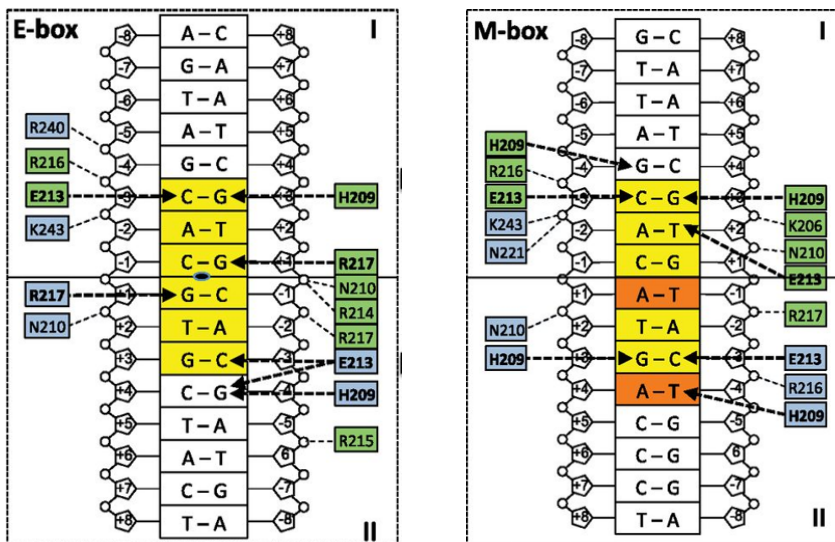 E-box I
-8 A – C +8
-7 G – A +7
-6 T – A +6
R240 -5 A – T +5
R216 -4 G – C +4
E213 -3 C – G +3 H209
K243 -2 A – T +2
-1 C – G +1 R217
R217 +1 G – C -1 N210
R214
N210 +2 T – A -2 R217
+3 G – C -3 E213
+4 C – G -4 H209
+5 T – A -5 R215
+6 A – T 6
+7 C – G -7
+8 T – A -8
II
M-box I
-8 G – C +8
-7 T – A +7
-6 T – A +6
-5 A – T +5
H209
R216 -4 G – C +4
E213 -3 C – G +3 H209
K243 -2 A – T +2 K206
N221 -1 C – G +1 N210
E213
+1 A – T -1 R217
N210 +2 T – A -2
H209 +3 G – C -3 E213
+4 A – T -4 R216
H209
+5 C – G -5
+6 C – G -6
+7 C – G -7
+8 T – A -8
II